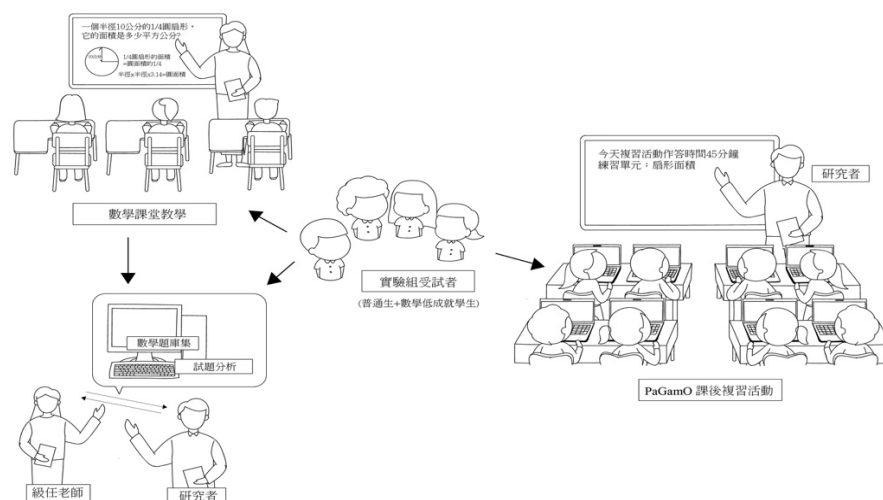 一個半徑10公分的1/4圓扇形，
它的面積是多少平方公分?
10公分
1/4圓扇形的面積
=圓面積的1/4
半徑x半徑x3.14=圓面積
數學課堂教學
數學題庫集
試題分析
級任老師
研究者
實驗組受試者
(普通生+數學低成就學生)
今天複習活動作答時間45分鐘
練習單元：扇形面積
研究者
PaGamO 課後複習活動